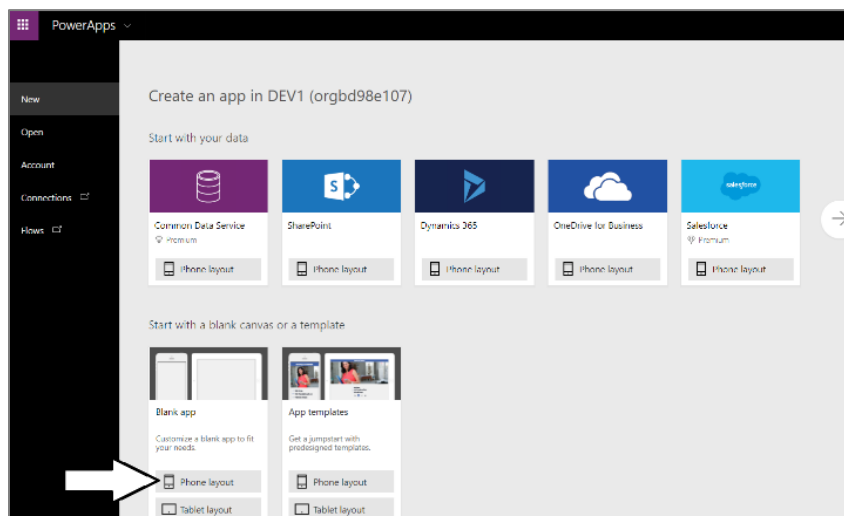 PowerApps
New
Open
Account
Connections
Flows
Create an app in DEV1 (orgbd98e107)
Start with your data
S
salesforce
Common Data Service
Premium
SharePoint
Dynamics 365
OneDrive for Business
Salesforce
Premium
Phone layout
Phone layout
Phone layout
Phone layout
Phone layout
Start with a blank canvas or a template
Blank app
App templates
Customize a blank app to fit
your needs.
Get a jumpstart with
predesigned templates.
Phone layout
Phone layout
Tablet layout
Tablet layout